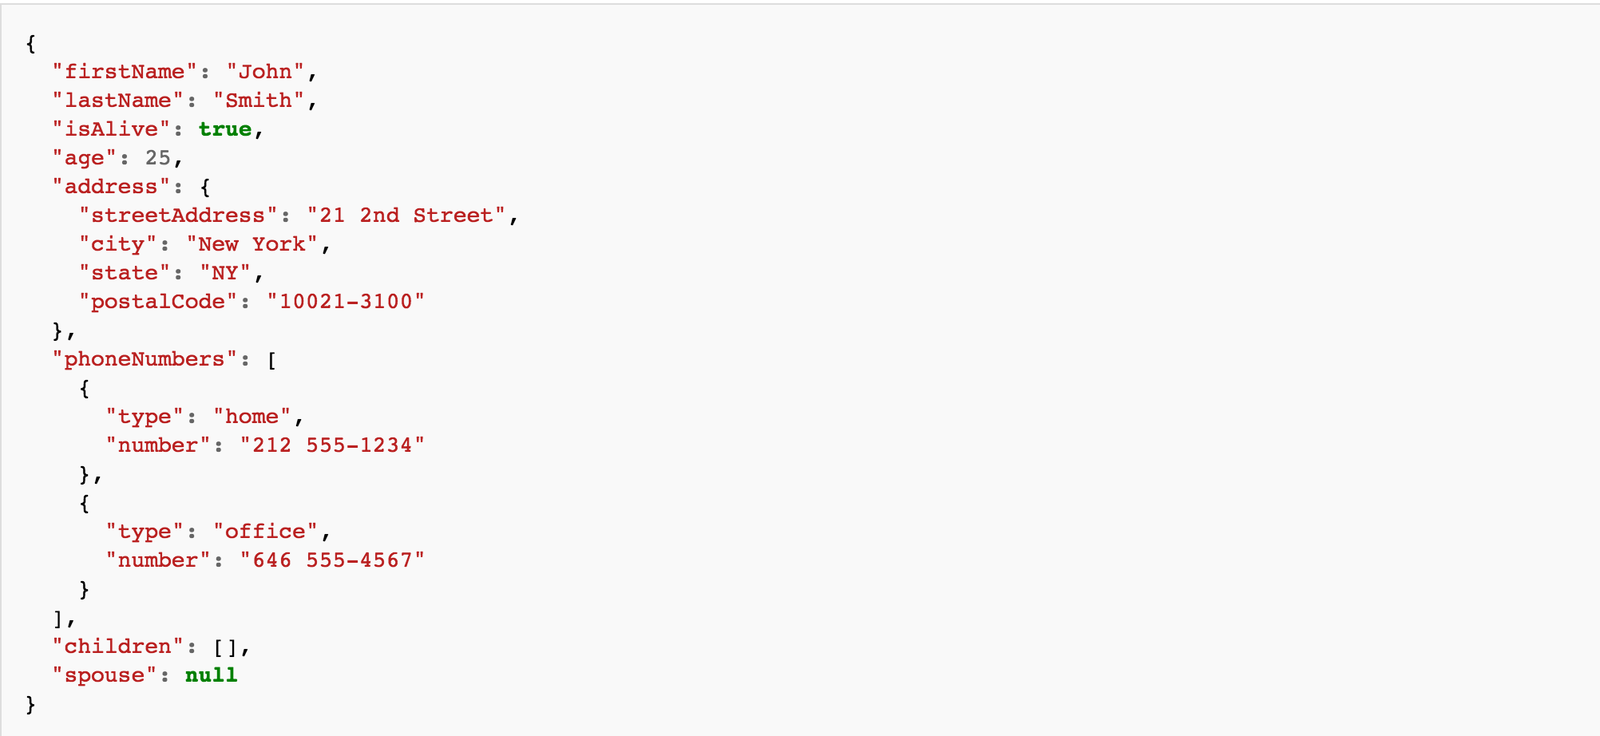 {
  "firstName": "John",
  "lastName": "Smith",
  "isAlive": true,
  "age": 25,
  "address": {
    "streetAddress": "21 2nd Street",
    "city": "New York",
    "state": "NY",
    "postalCode": "10021-3100"
  },
  "phoneNumbers": [
    {
      "type": "home",
      "number": "212 555-1234"
    },
    {
      "type": "office",
      "number": "646 555-4567"
    }
  ],
  "children": [],
  "spouse": null
}